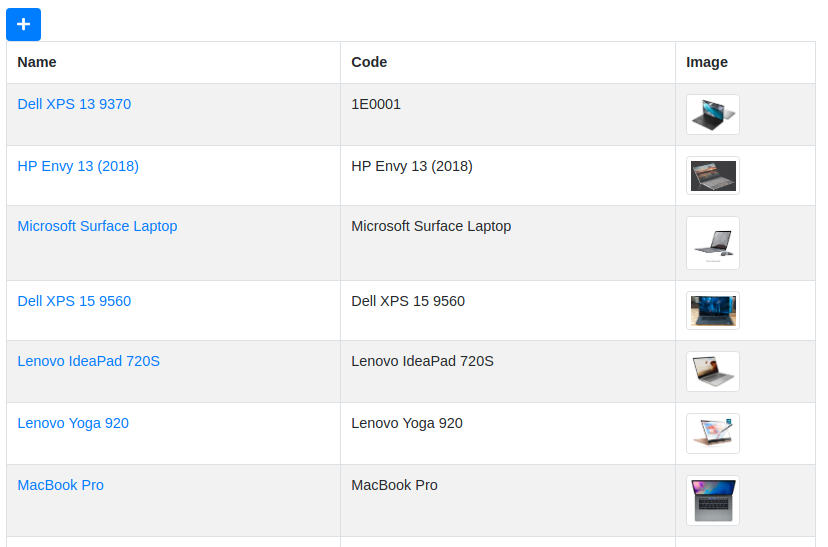 +
Name Code Image
Dell XPS 13 9370 1E0001
HP Envy 13 (2018) HP Envy 13 (2018)
Microsoft Surface Laptop Microsoft Surface Laptop
Dell XPS 15 9560 Dell XPS 15 9560
Lenovo IdeaPad 720S Lenovo IdeaPad 720S
Lenovo Yoga 920 Lenovo Yoga 920
MacBook Pro MacBook Pro